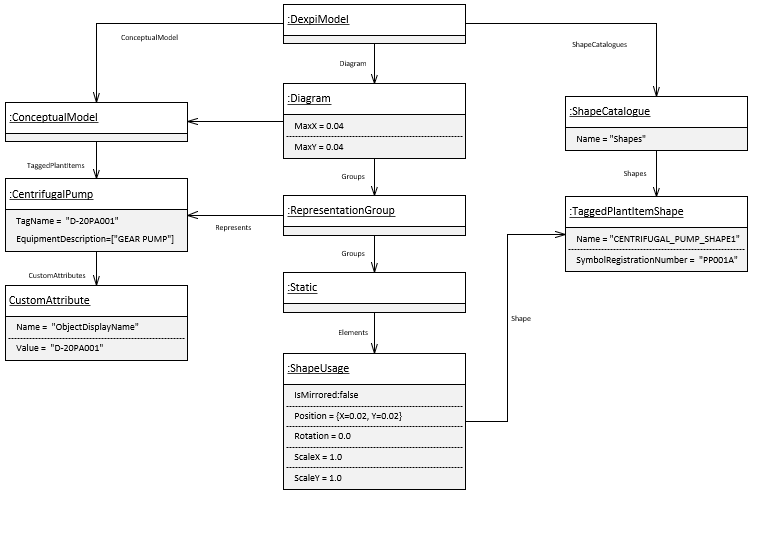 :DexpiModel
ConceptualModel
ShapeCatalogues
Diagram
:ConceptualModel
:Diagram
MaxX = 0.04
MaxY = 0.04
:ShapeCatalogue
Name = "Shapes"
TaggedPlantItems
Groups
Shapes
:CentrifugalPump
TagName = "D-20PA001"
EquipmentDescription=["GEAR PUMP"]
Represents
:RepresentationGroup
:TaggedPlantItemShape
Name = "CENTRIFUGAL_PUMP_SHAPE1"
SymbolRegistrationNumber = "PP001A"
CustomAttributes
Groups
CustomAttribute
Name = "ObjectDisplayName"
Value = "D-20PA001"
:Static
Elements
Shape
:ShapeUsage
IsMirrored:false
Position = {X=0.02, Y=0.02}
Rotation = 0.0
ScaleX = 1.0
ScaleY = 1.0